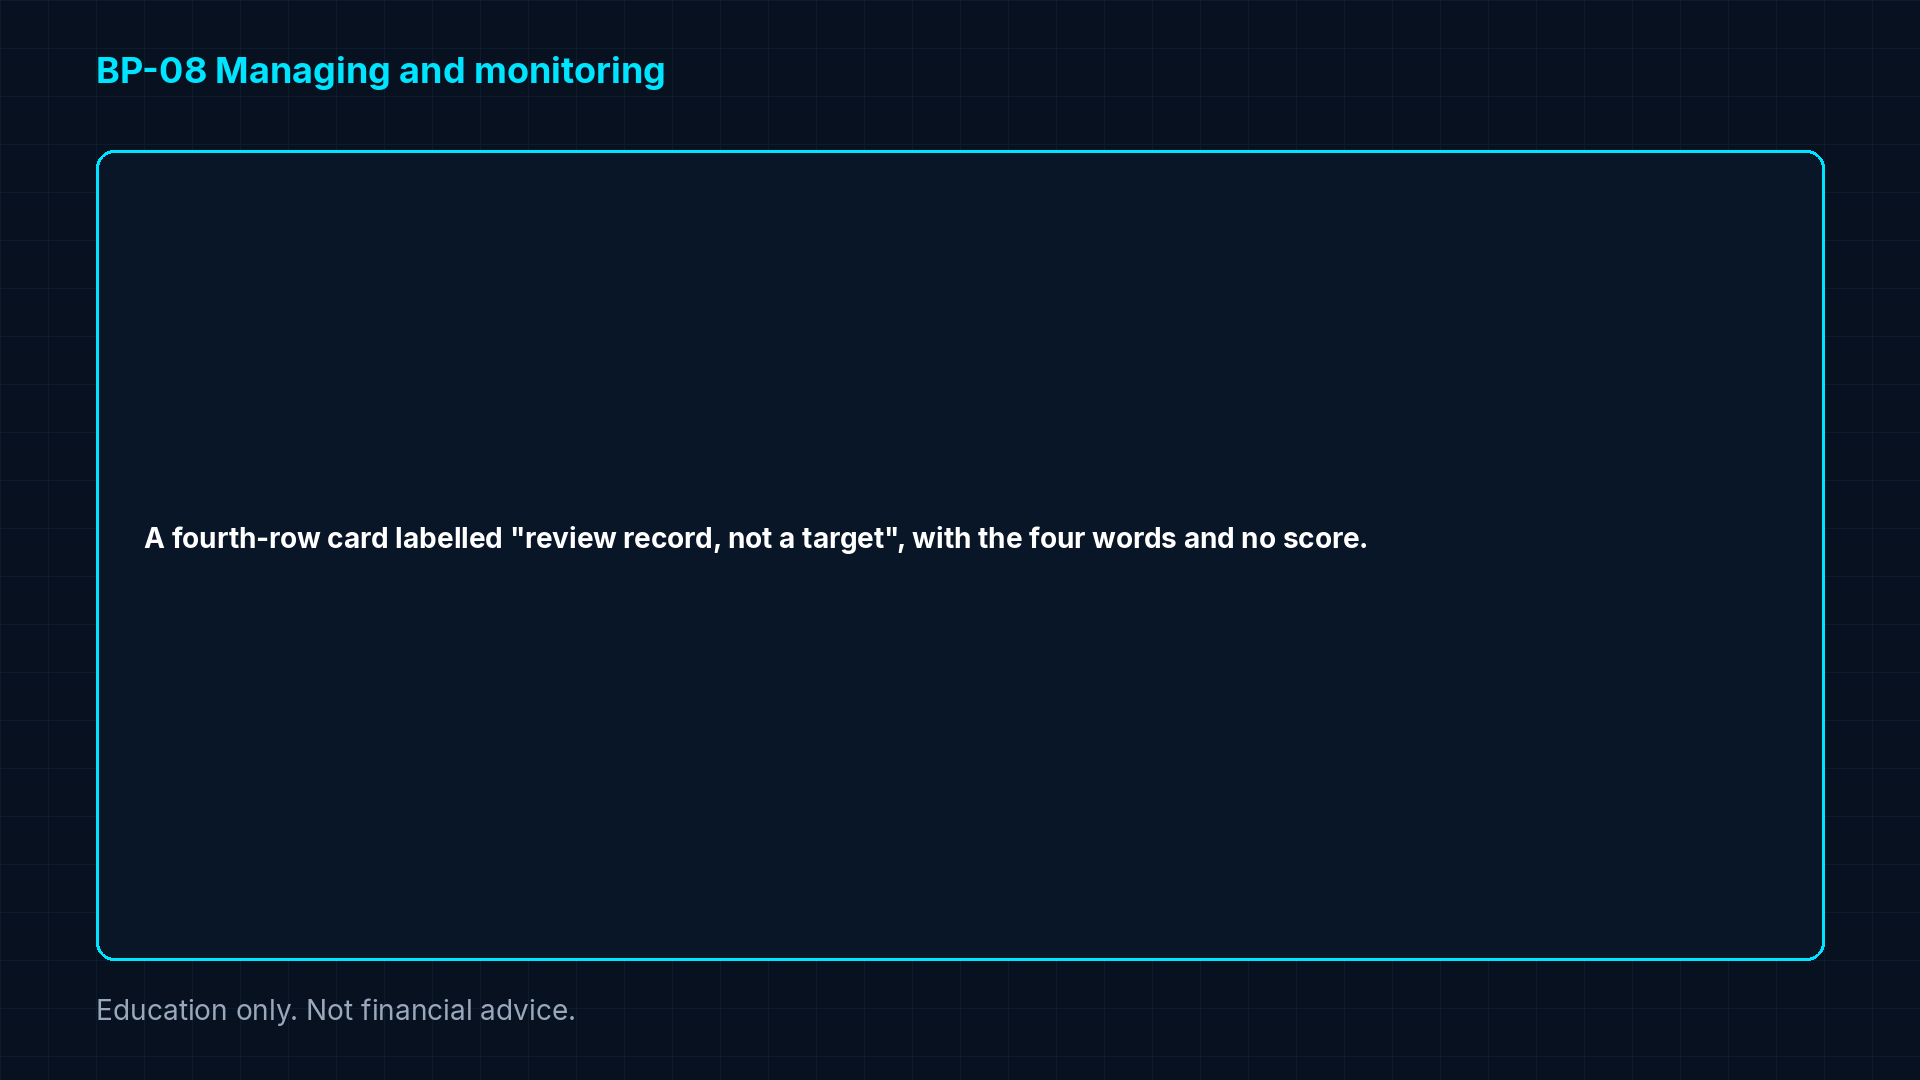 BP-08 Managing and monitoring
A fourth-row card labelled "review record, not a target", with the four words and no score.
Education only. Not financial advice.